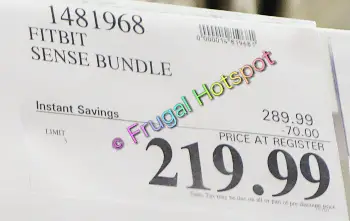 1481968
FITBIT
SENSE BUNDLE
Instant Savings
289.99
-70.00
LIMIT
PRICE AT REGISTER
219.99
© Frugal Hotspot